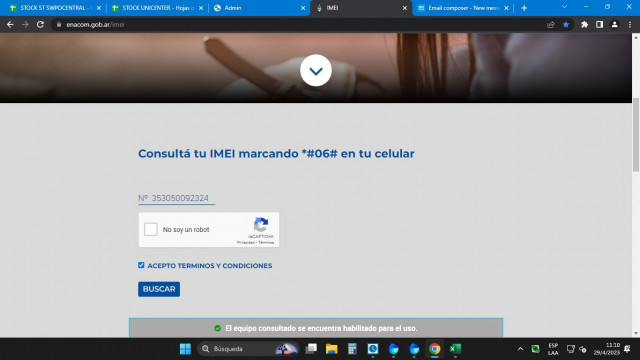 STOCK ST SWPOCENTACOM -
STOCK UNICENTER - Hojas d
Admin
IMEI
Email composer - New mess
enacom.gob.ar/imei
Consultá tu IMEI marcando *#06# en tu celular
Nº 353050092324
No soy un robot
reCAPTCHA
Privacidad - Términos
ACEPTO TERMINOS Y CONDICIONES
BUSCAR
El equipo consultado se encuentra habilitado para el uso.
Búsqueda
ESP
LAA
11:10
29/4/2023